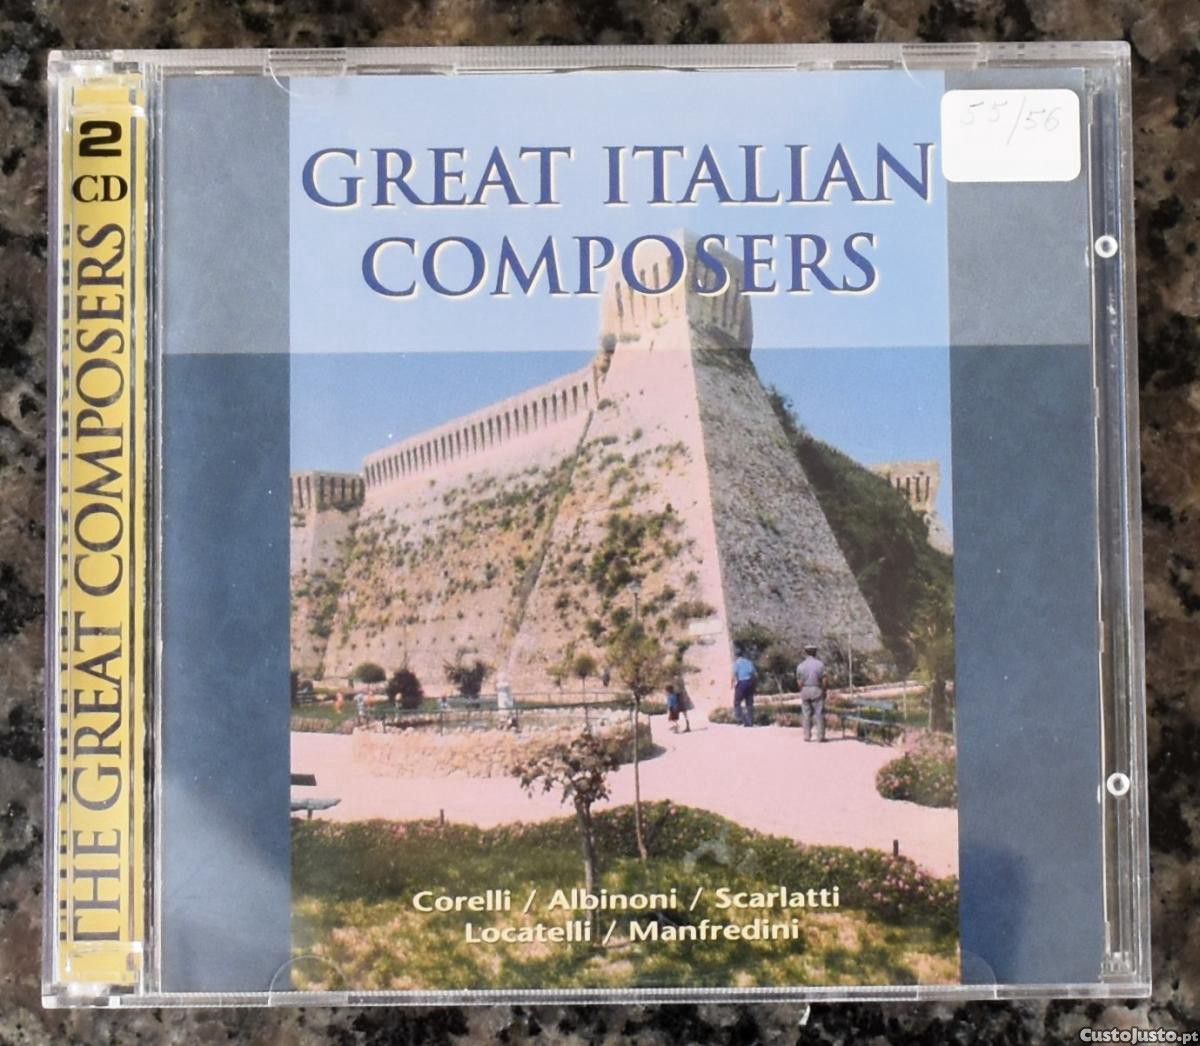 2
CD
THE GREAT COMPOSERS
GREAT ITALIAN
COMPOSERS
55/56
Corelli / Albinoni / Scarlatti
Locatelli / Manfredini
CustoJusto.pt